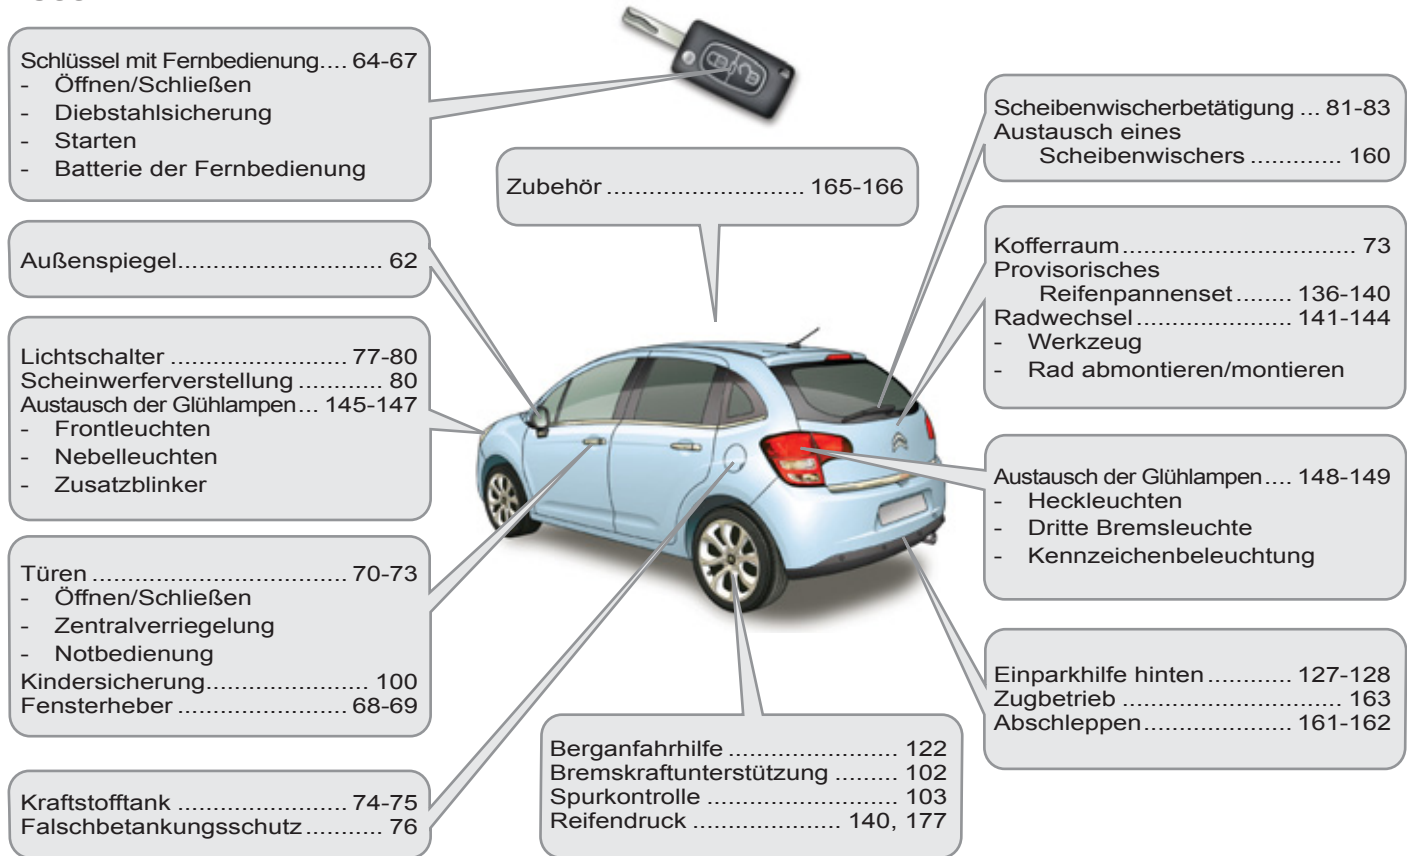 Schlüssel mit Fernbedienung.... 64-67
- Öffnen/Schließen
- Diebstahlsicherung
- Starten
- Batterie der Fernbedienung
Zubehör ............................ 165-166
Scheibenwischerbetätigung ... 81-83
Austausch eines
Scheibenwischers ............. 160
Außenspiegel............................. 62
Kofferraum................................. 73
Provisorisches
Reifenpannenset........ 136-140
Radwechsel...................... 141-144
- Werkzeug
- Rad abmontieren/montieren
Lichtschalter .......................... 77-80
Scheinwerferverstellung ............ 80
Austausch der Glühlampen... 145-147
- Frontleuchten
- Nebelleuchten
- Zusatzblinker
Austausch der Glühlampen.... 148-149
- Heckleuchten
- Dritte Bremsleuchte
- Kennzeichenbeleuchtung
Türen .................................... 70-73
- Öffnen/Schließen
- Zentralverriegelung
- Notbedienung
Kindersicherung....................... 100
Fensterheber ........................ 68-69
Einparkhilfe hinten............ 127-128
Zugbetrieb ............................... 163
Abschleppen..................... 161-162
Berganfahrhilfe ........................ 122
Bremskraftunterstützung ......... 102
Spurkontrolle ........................... 103
Reifendruck ..................... 140, 177
Kraftstofftank ........................ 74-75
Falschbetankungsschutz........... 76